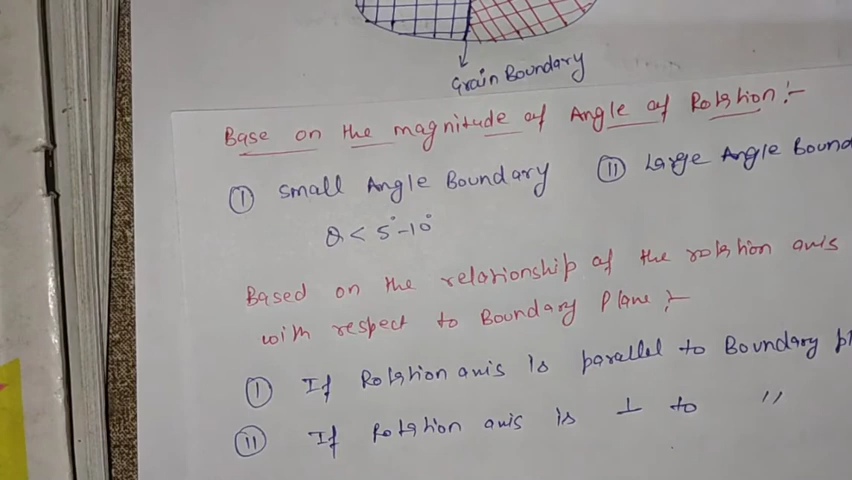 Grain Boundary
Base on the magnitude of Angle of Rotation :-
(I) Small Angle Boundary (II) Large Angle Bound
θ < 5°-10°
Based on the relationship of the rotation axis
with respect to Boundary Plane :-
(I) If Rotation axis is parallel to Boundary pl
(II) If Rotation axis is ⊥ to "